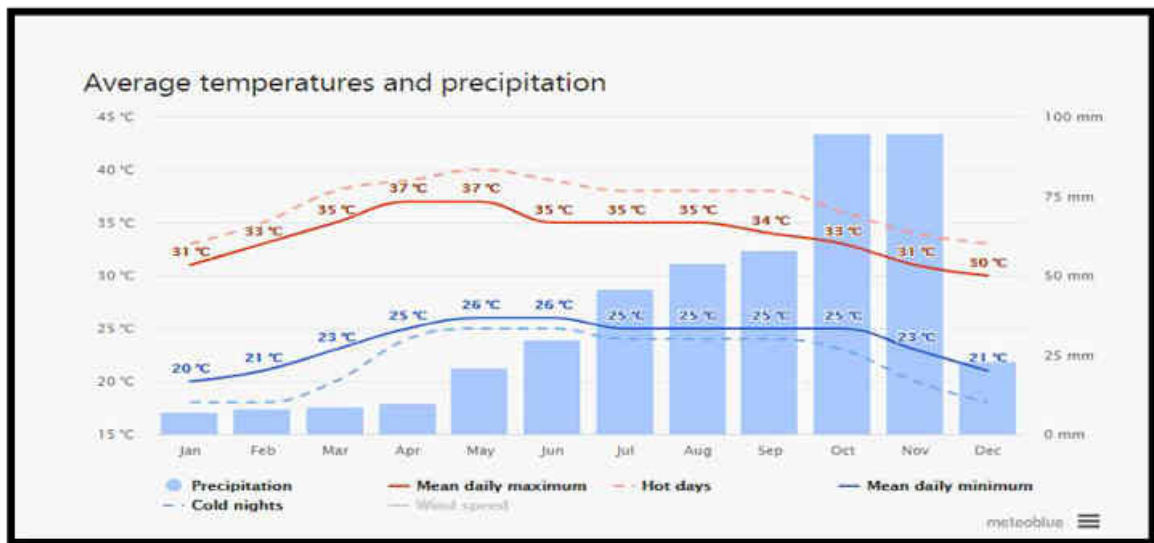 Average temperatures and precipitation
45 °C
100 mm
40 °C
37 °C
37 °C
35 °C
35 °C
35 °C
35 °C
75 mm
35 °C
33 °C
34 °C
33 °C
31 °C
31 °C
30 °C
30 °C
50 mm
25 °C
26 °C
26 °C
25 °C
25 °C
25 °C
25 °C
25 °C
23 °C
23 °C
20 °C
21 °C
21 °C
25 mm
20 °C
15 °C
0 mm
Jan Feb Mar Apr May Jun Jul Aug Sep Oct Nov Dec
Precipitation Mean daily maximum Hot days Mean daily minimum
Cold nights Wind speed
meteoblue